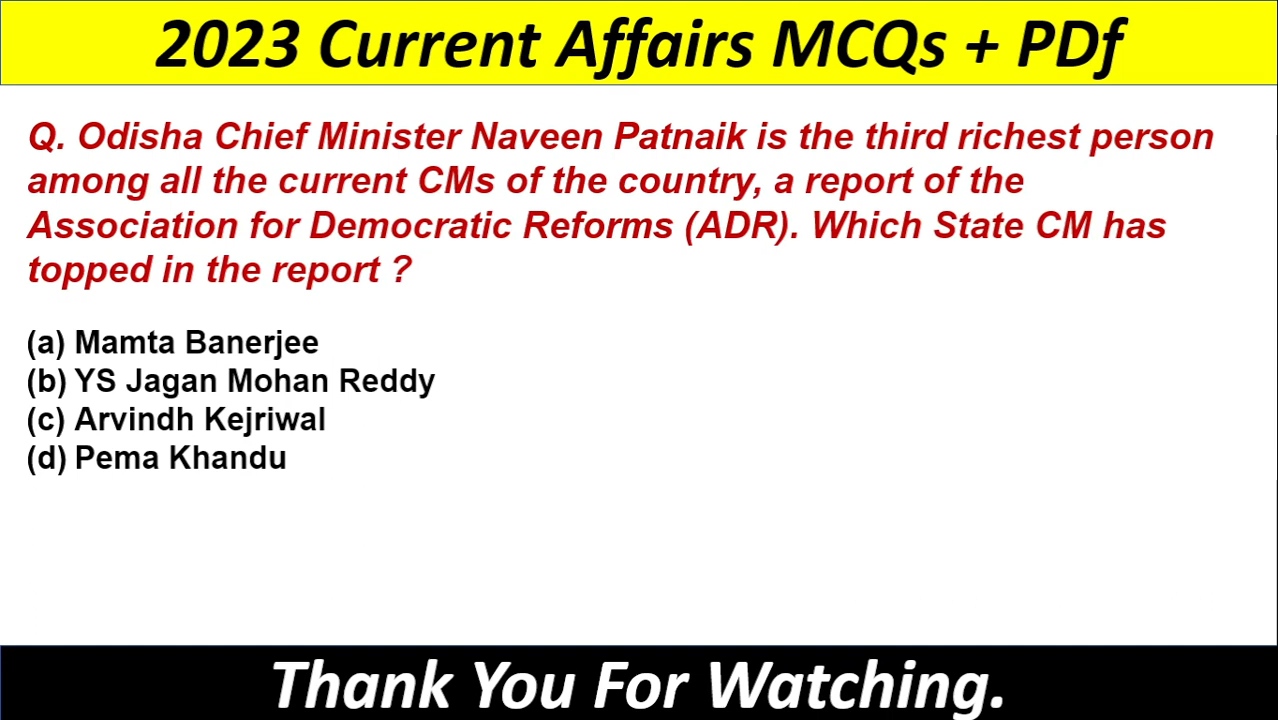 2023 Current Affairs MCQs + PDf
Q. Odisha Chief Minister Naveen Patnaik is the third richest person
among all the current CMs of the country, a report of the
Association for Democratic Reforms (ADR). Which State CM has
topped in the report ?
(a) Mamta Banerjee
(b) YS Jagan Mohan Reddy
(c) Arvindh Kejriwal
(d) Pema Khandu
Thank You For Watching.